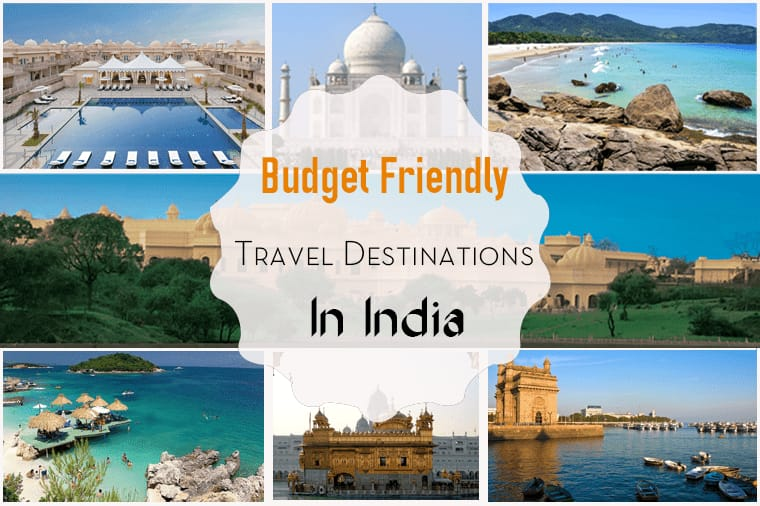 Budget Friendly
Travel Destinations
In India